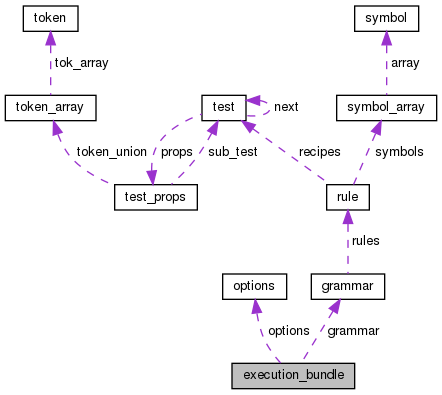 token
symbol
tok_array
array
token_array
test
next
symbol_array
token_union
props
sub_test
recipes
symbols
test_props
rule
rules
options
grammar
options
grammar
execution_bundle